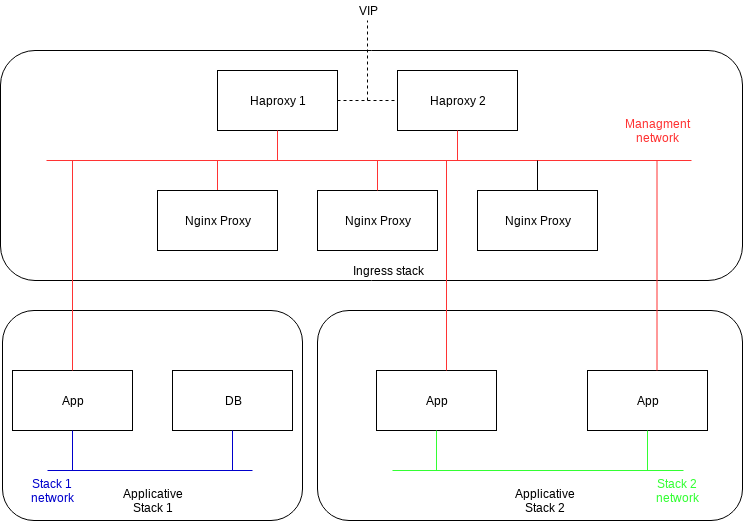 VIP
Haproxy 1
Haproxy 2
Managment
network
Nginx Proxy
Nginx Proxy
Nginx Proxy
Ingress stack
App
DB
App
App
Stack 1
network
Applicative
Stack 1
Applicative
Stack 2
Stack 2
network